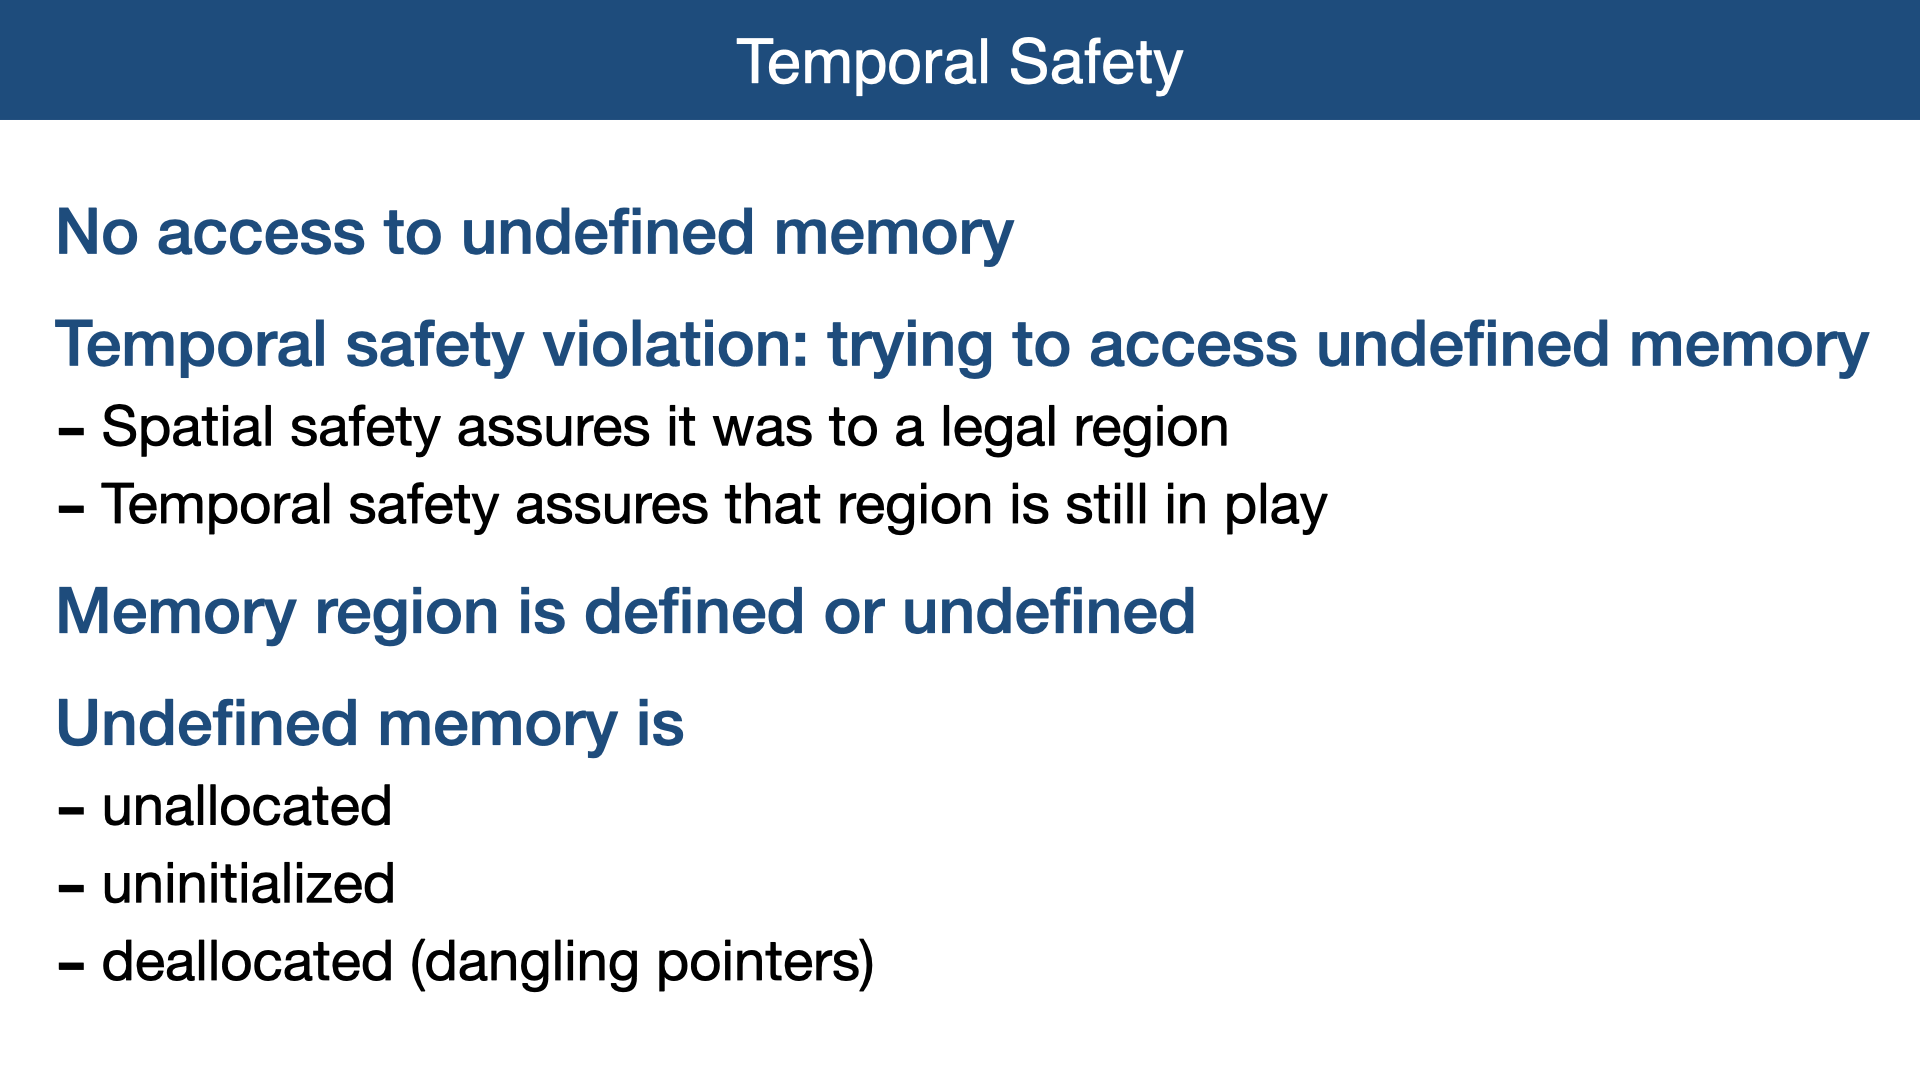 Temporal Safety
No access to undefined memory
Temporal safety violation: trying to access undefined memory
- Spatial safety assures it was to a legal region
- Temporal safety assures that region is still in play
Memory region is defined or undefined
Undefined memory is
- unallocated
- uninitialized
- deallocated (dangling pointers)